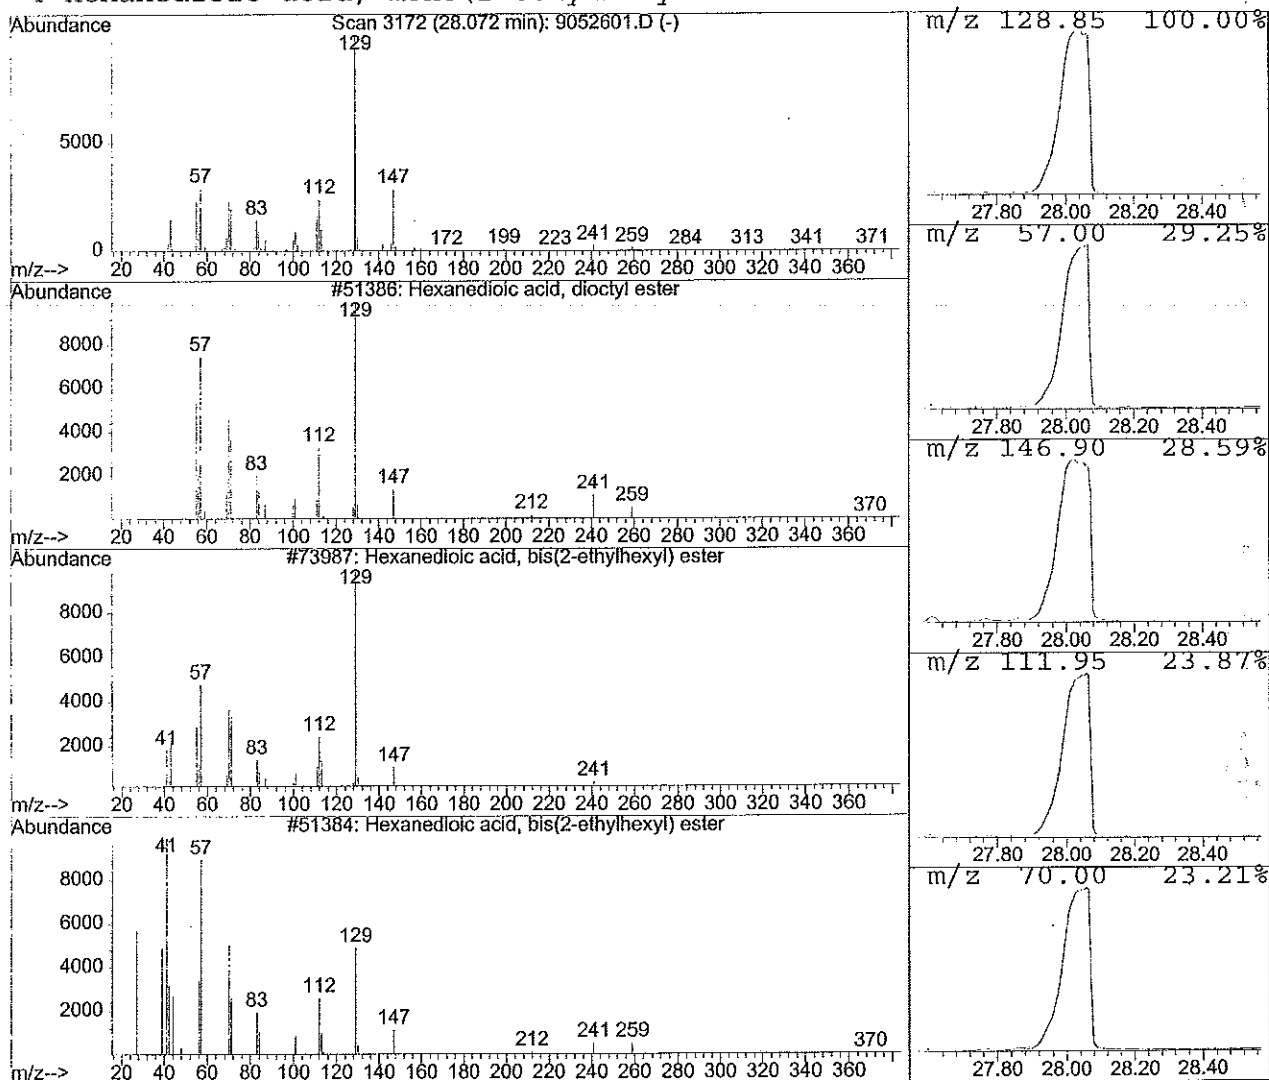 Abundance
Scan 3172 (28.072 min): 9052601.D (-)
129
5000
57
112
147
83
172 199 223 241 259 284 313 341 371
0
m/z--> 20 40 60 80 100 120 140 160 180 200 220 240 260 280 300 320 340 360
Abundance
#51386: Hexanedioic acid, dioctyl ester
129
8000
57
6000
4000
112
83
2000
147
241
212
259
370
m/z--> 20 40 60 80 100 120 140 160 180 200 220 240 260 280 300 320 340 360
Abundance
#73987: Hexanedioic acid, bis(2-ethylhexyl) ester
129
8000
6000
57
4000
112
41
2000
83
147
241
m/z--> 20 40 60 80 100 120 140 160 180 200 220 240 260 280 300 320 340 360
Abundance
#51384: Hexanedioic acid, bis(2-ethylhexyl) ester
41 57
8000
6000
129
4000
112
83
2000
147
212
241 259
370
m/z--> 20 40 60 80 100 120 140 160 180 200 220 240 260 280 300 320 340 360
m/z 128.85 100.00%
27.80 28.00 28.20 28.40
m/z 57.00 29.25%
27.80 28.00 28.20 28.40
m/z 146.90 28.59%
27.80 28.00 28.20 28.40
m/z 111.95 23.87%
27.80 28.00 28.20 28.40
m/z 70.00 23.21%
27.80 28.00 28.20 28.40